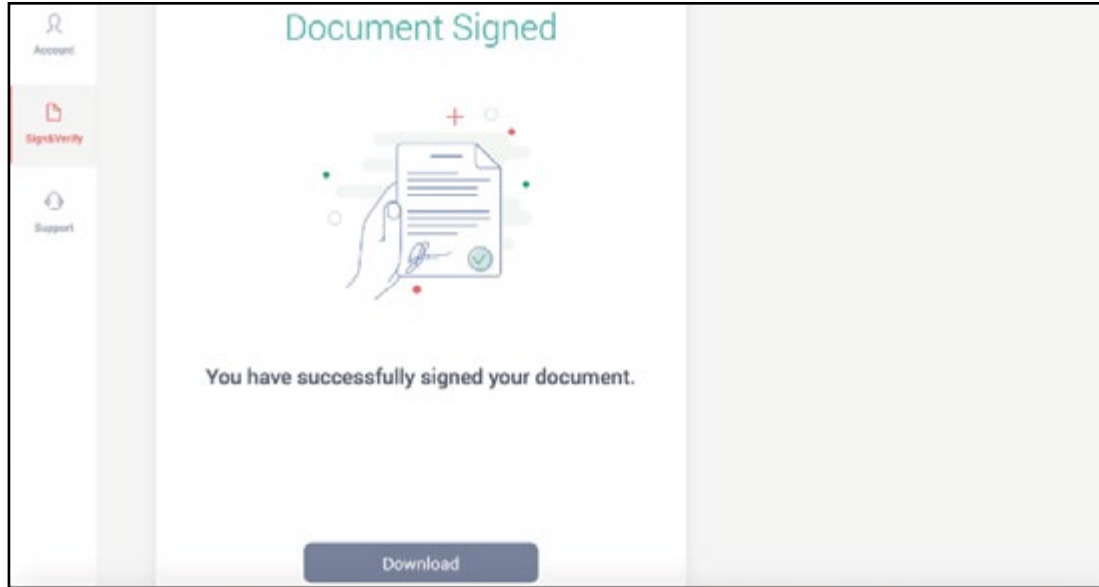 Document Signed
Account
Sign&Verify
Support
You have successfully signed your document.
Download